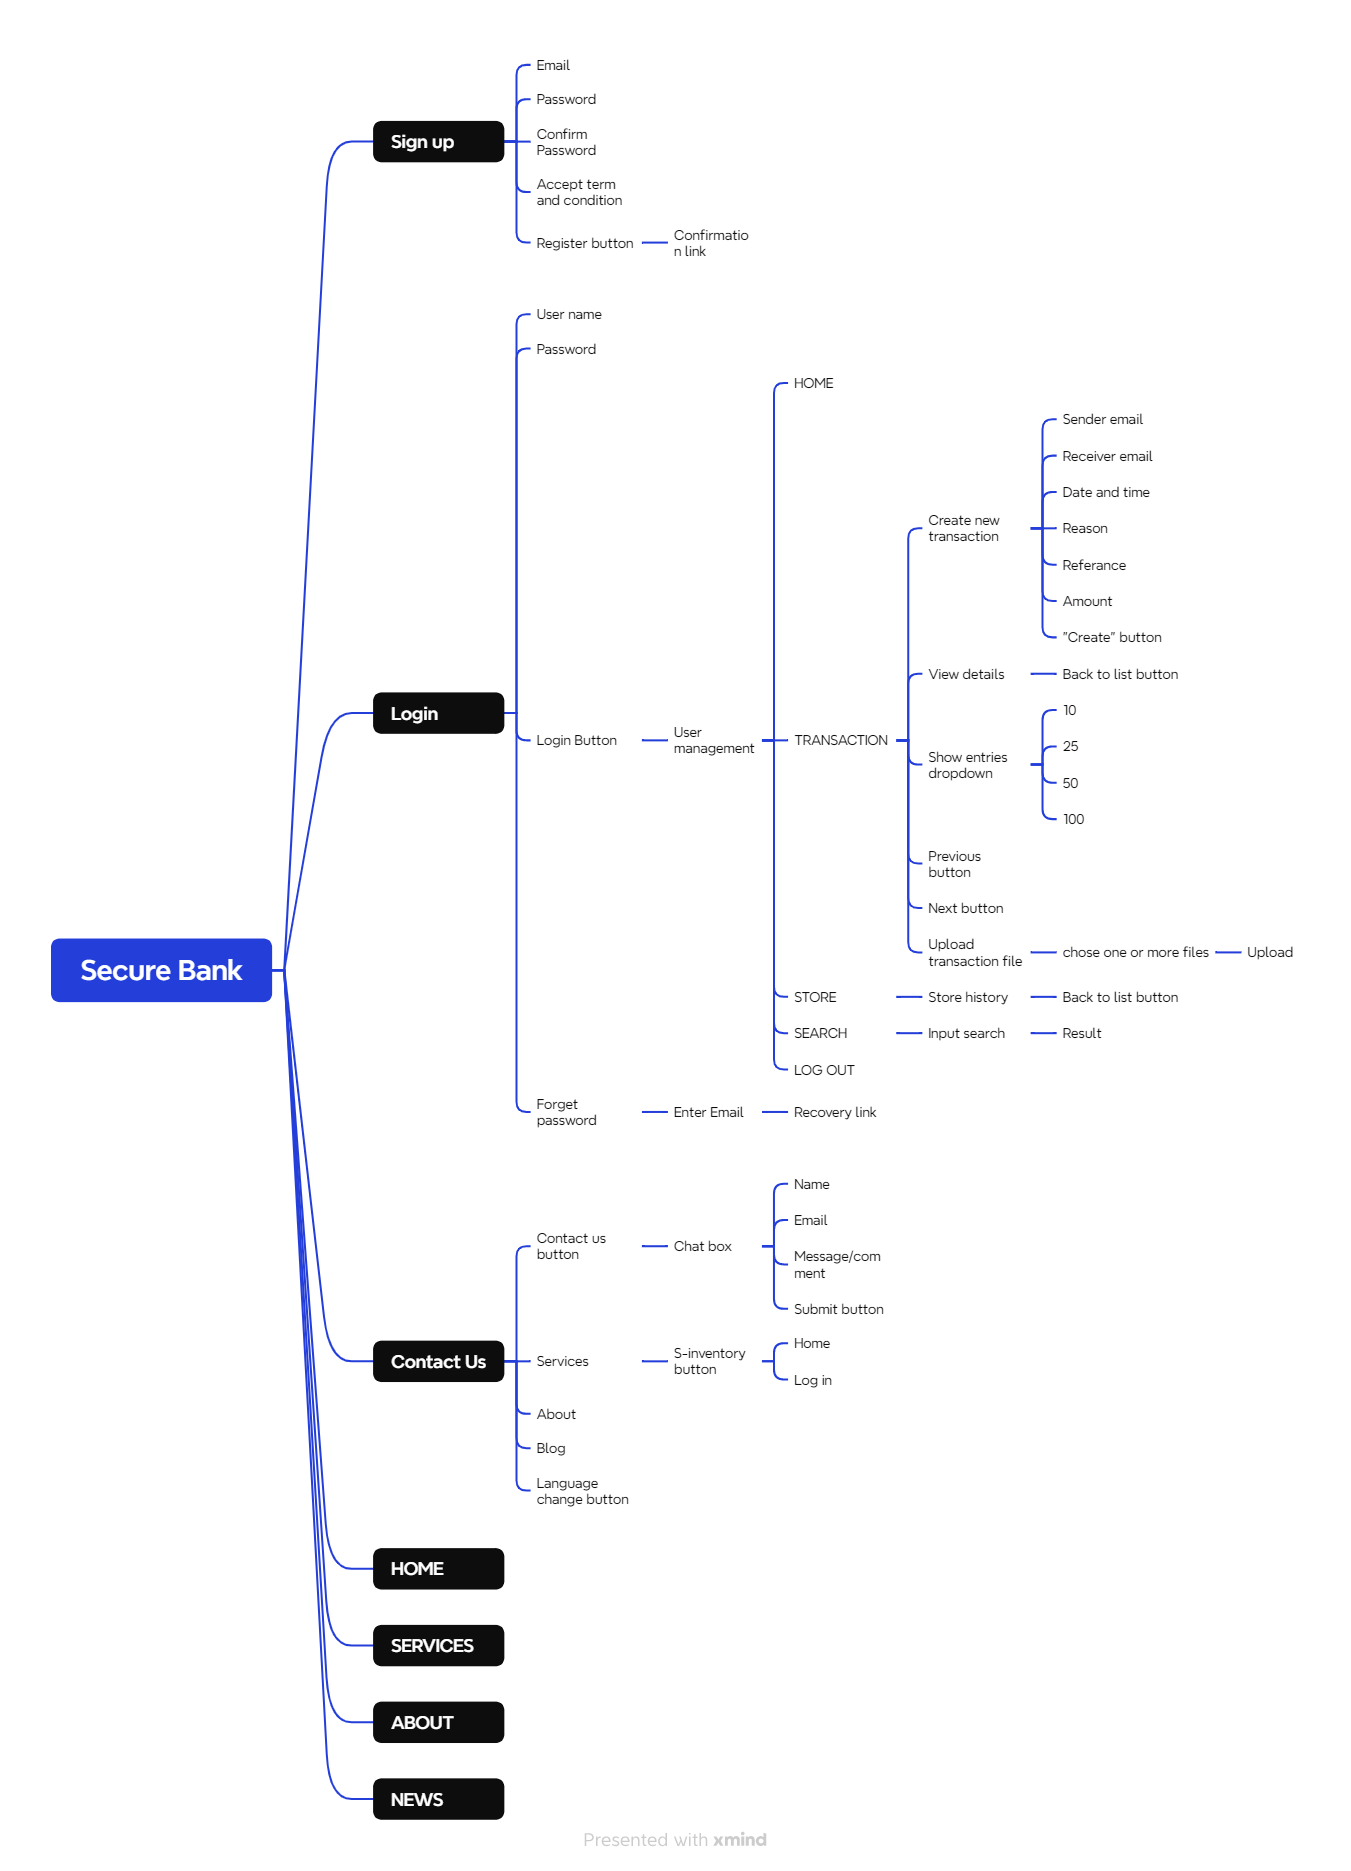 Email
Password
Sign up
Confirm
Password
Accept term
and condition
Register button
Confirmatio
n link
User name
Password
HOME
Sender email
Receiver email
Date and time
Create new
transaction
Reason
Referance
Amount
"Create" button
View details
Back to list button
10
Login
Login Button
User
management
TRANSACTION
25
Show entries
dropdown
50
100
Previous
button
Next button
Upload
transaction file
chose one or more files
Upload
Secure Bank
STORE
Store history
Back to list button
SEARCH
Input search
Result
LOG OUT
Forget
password
Enter Email
Recovery link
Name
Email
Contact us
button
Chat box
Message/com
ment
Submit button
Home
Contact Us
Services
S-inventory
button
Log in
About
Blog
Language
change button
HOME
SERVICES
ABOUT
NEWS
Presented with xmind